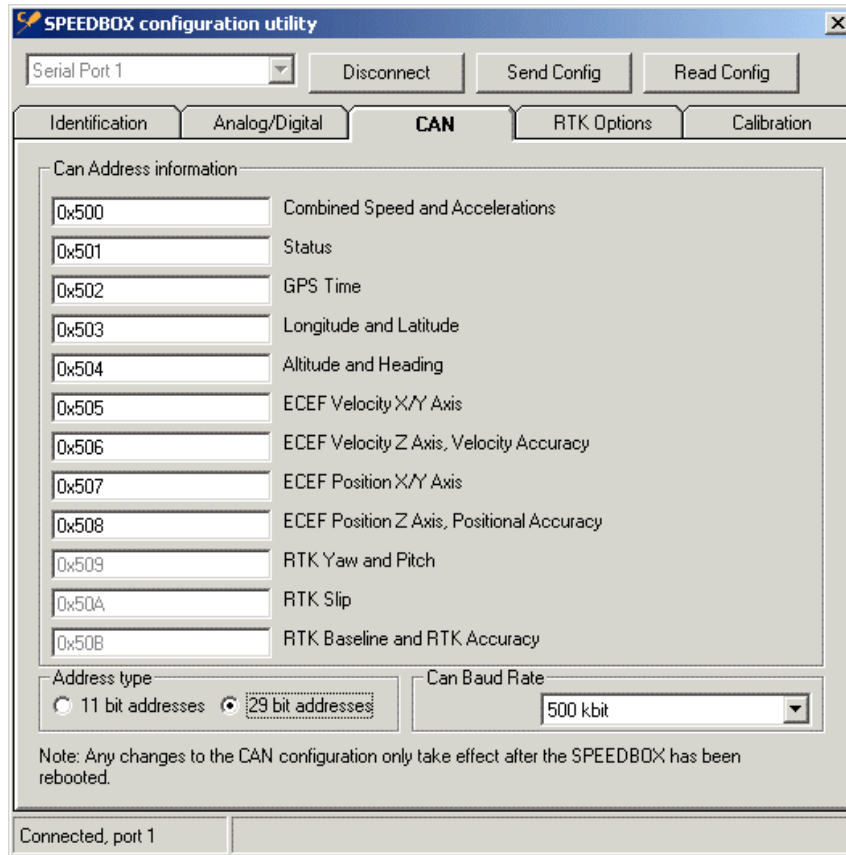 SPEEDBOX configuration utility
Serial Port 1
Disconnect
Send Config
Read Config
Identification
Analog/Digital
CAN
RTK Options
Calibration
Can Address information
0x500 Combined Speed and Accelerations
0x501 Status
0x502 GPS Time
0x503 Longitude and Latitude
0x504 Altitude and Heading
0x505 ECEF Velocity X/Y Axis
0x506 ECEF Velocity Z Axis, Velocity Accuracy
0x507 ECEF Position X/Y Axis
0x508 ECEF Position Z Axis, Positional Accuracy
0x509 RTK Yaw and Pitch
0x50A RTK Slip
0x50B RTK Baseline and RTK Accuracy
Address type
11 bit addresses
29 bit addresses
Can Baud Rate
500 kbit
Note: Any changes to the CAN configuration only take effect after the SPEEDBOX has been
rebooted.
Connected, port 1